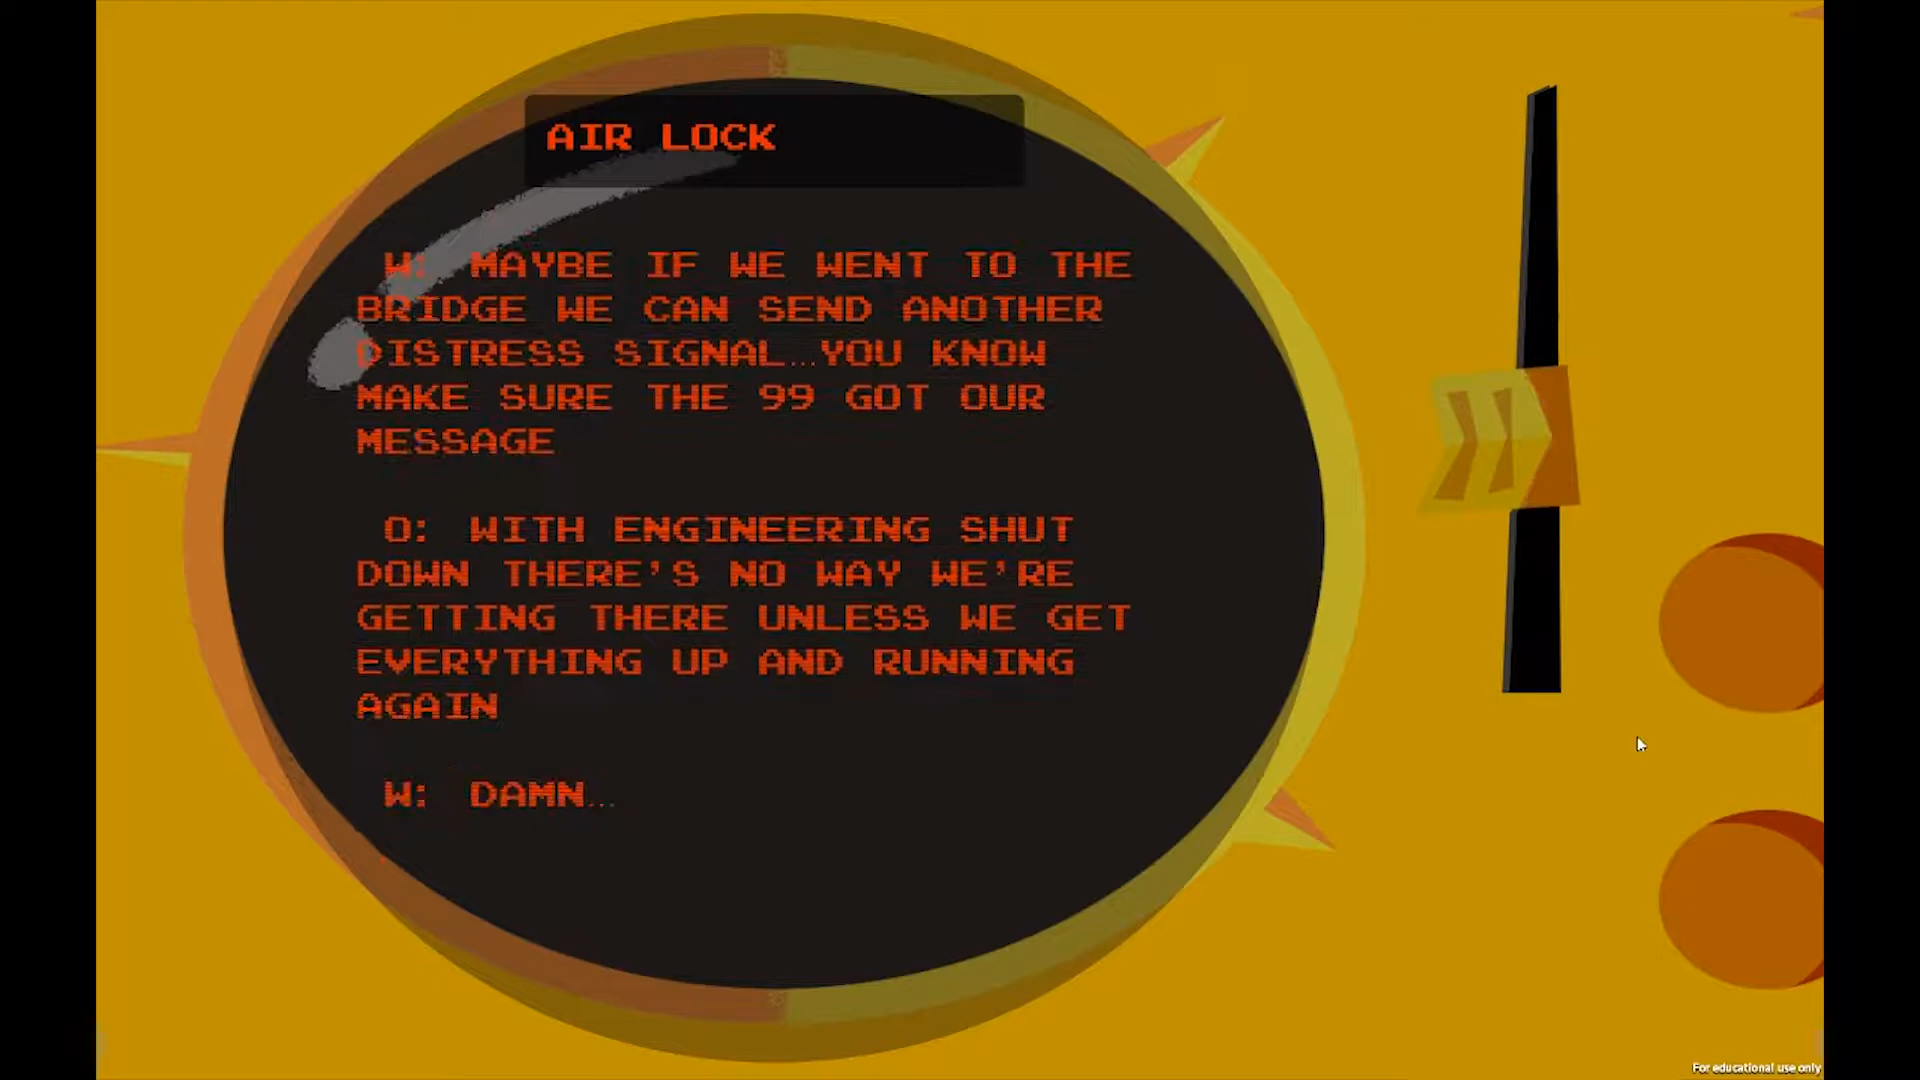 AIR LOCK
W: MAYBE IF WE WENT TO THE
BRIDGE WE CAN SEND ANOTHER
DISTRESS SIGNAL...YOU KNOW
MAKE SURE THE 99 GOT OUR
MESSAGE
O: WITH ENGINEERING SHUT
DOWN THERE'S NO WAY WE'RE
GETTING THERE UNLESS WE GET
EVERYTHING UP AND RUNNING
AGAIN
W: DAMN...
For educational use only